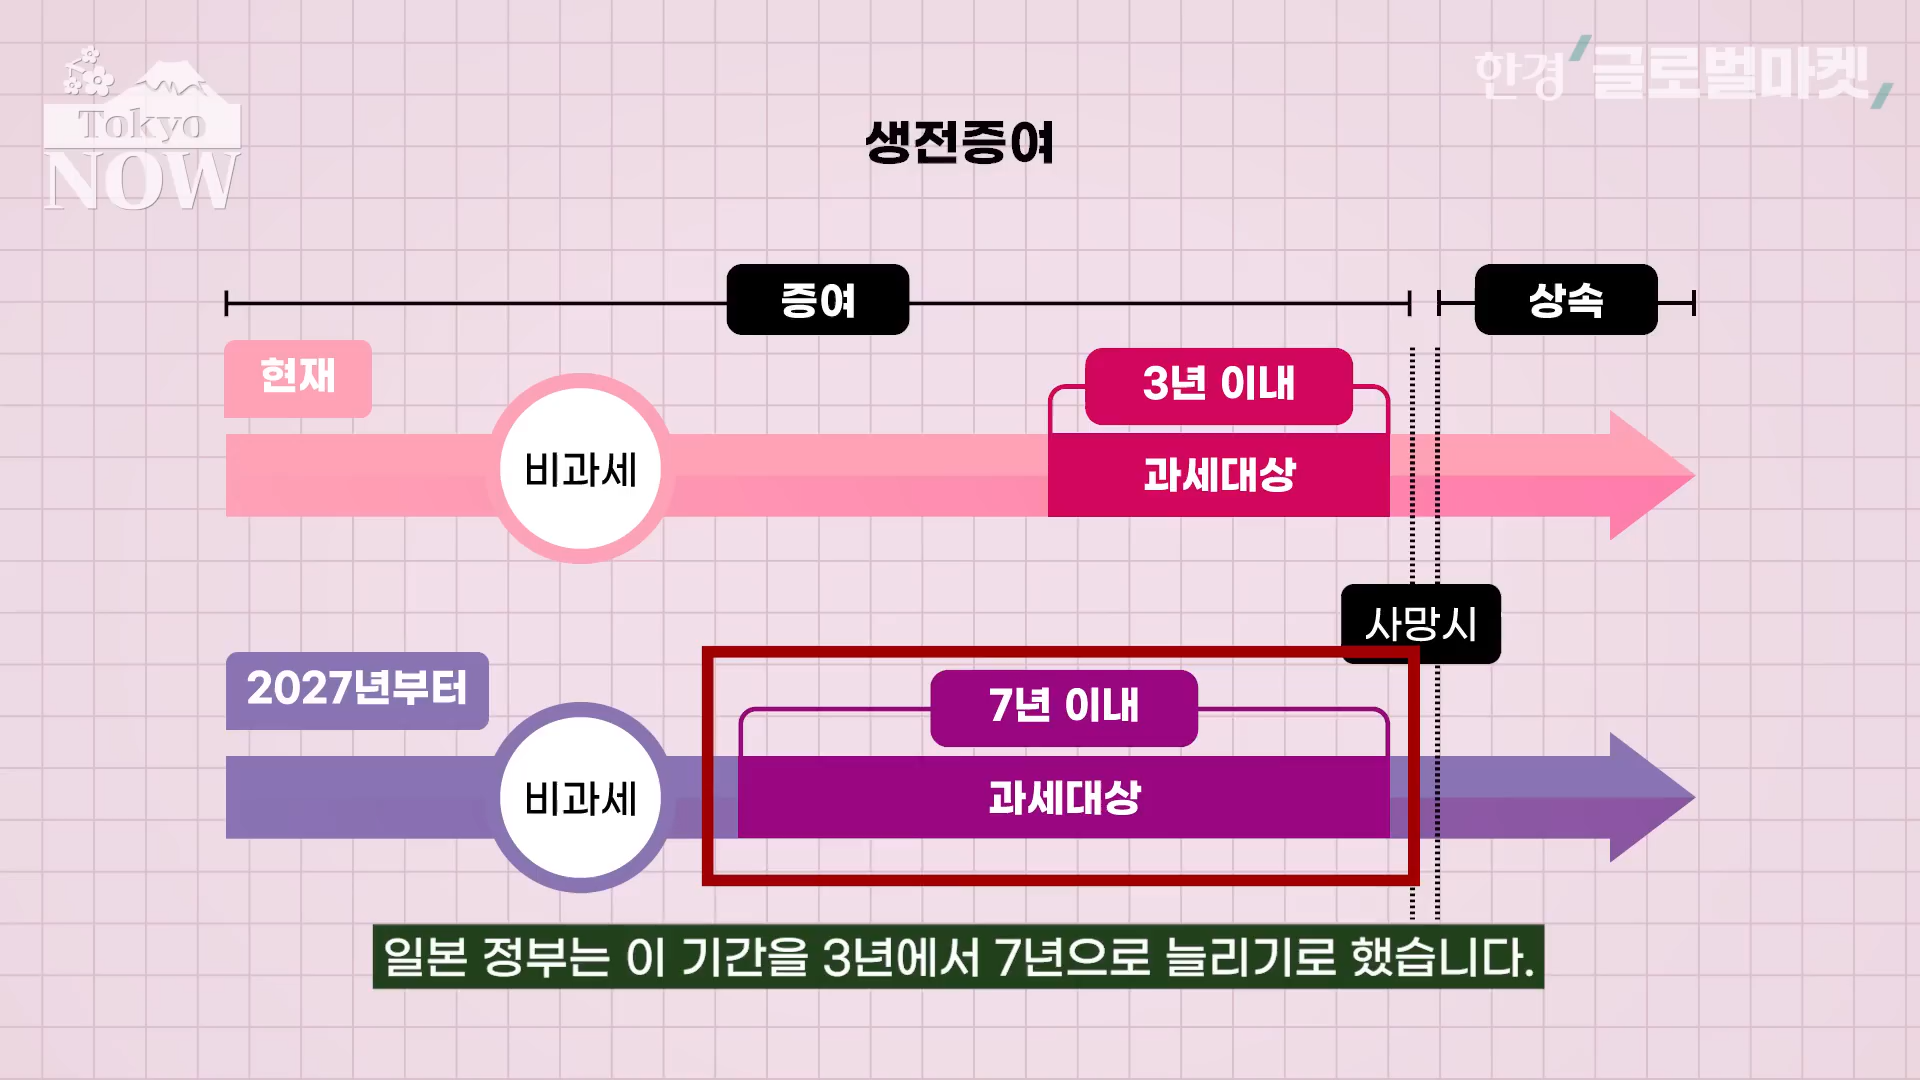 Tokyo
NOW
한경 글로벌마켓
생전증여
증여
상속
현재
3년 이내
비과세
과세대상
사망시
2027년부터
7년 이내
비과세
과세대상
일본 정부는 이 기간을 3년에서 7년으로 늘리기로 했습니다.